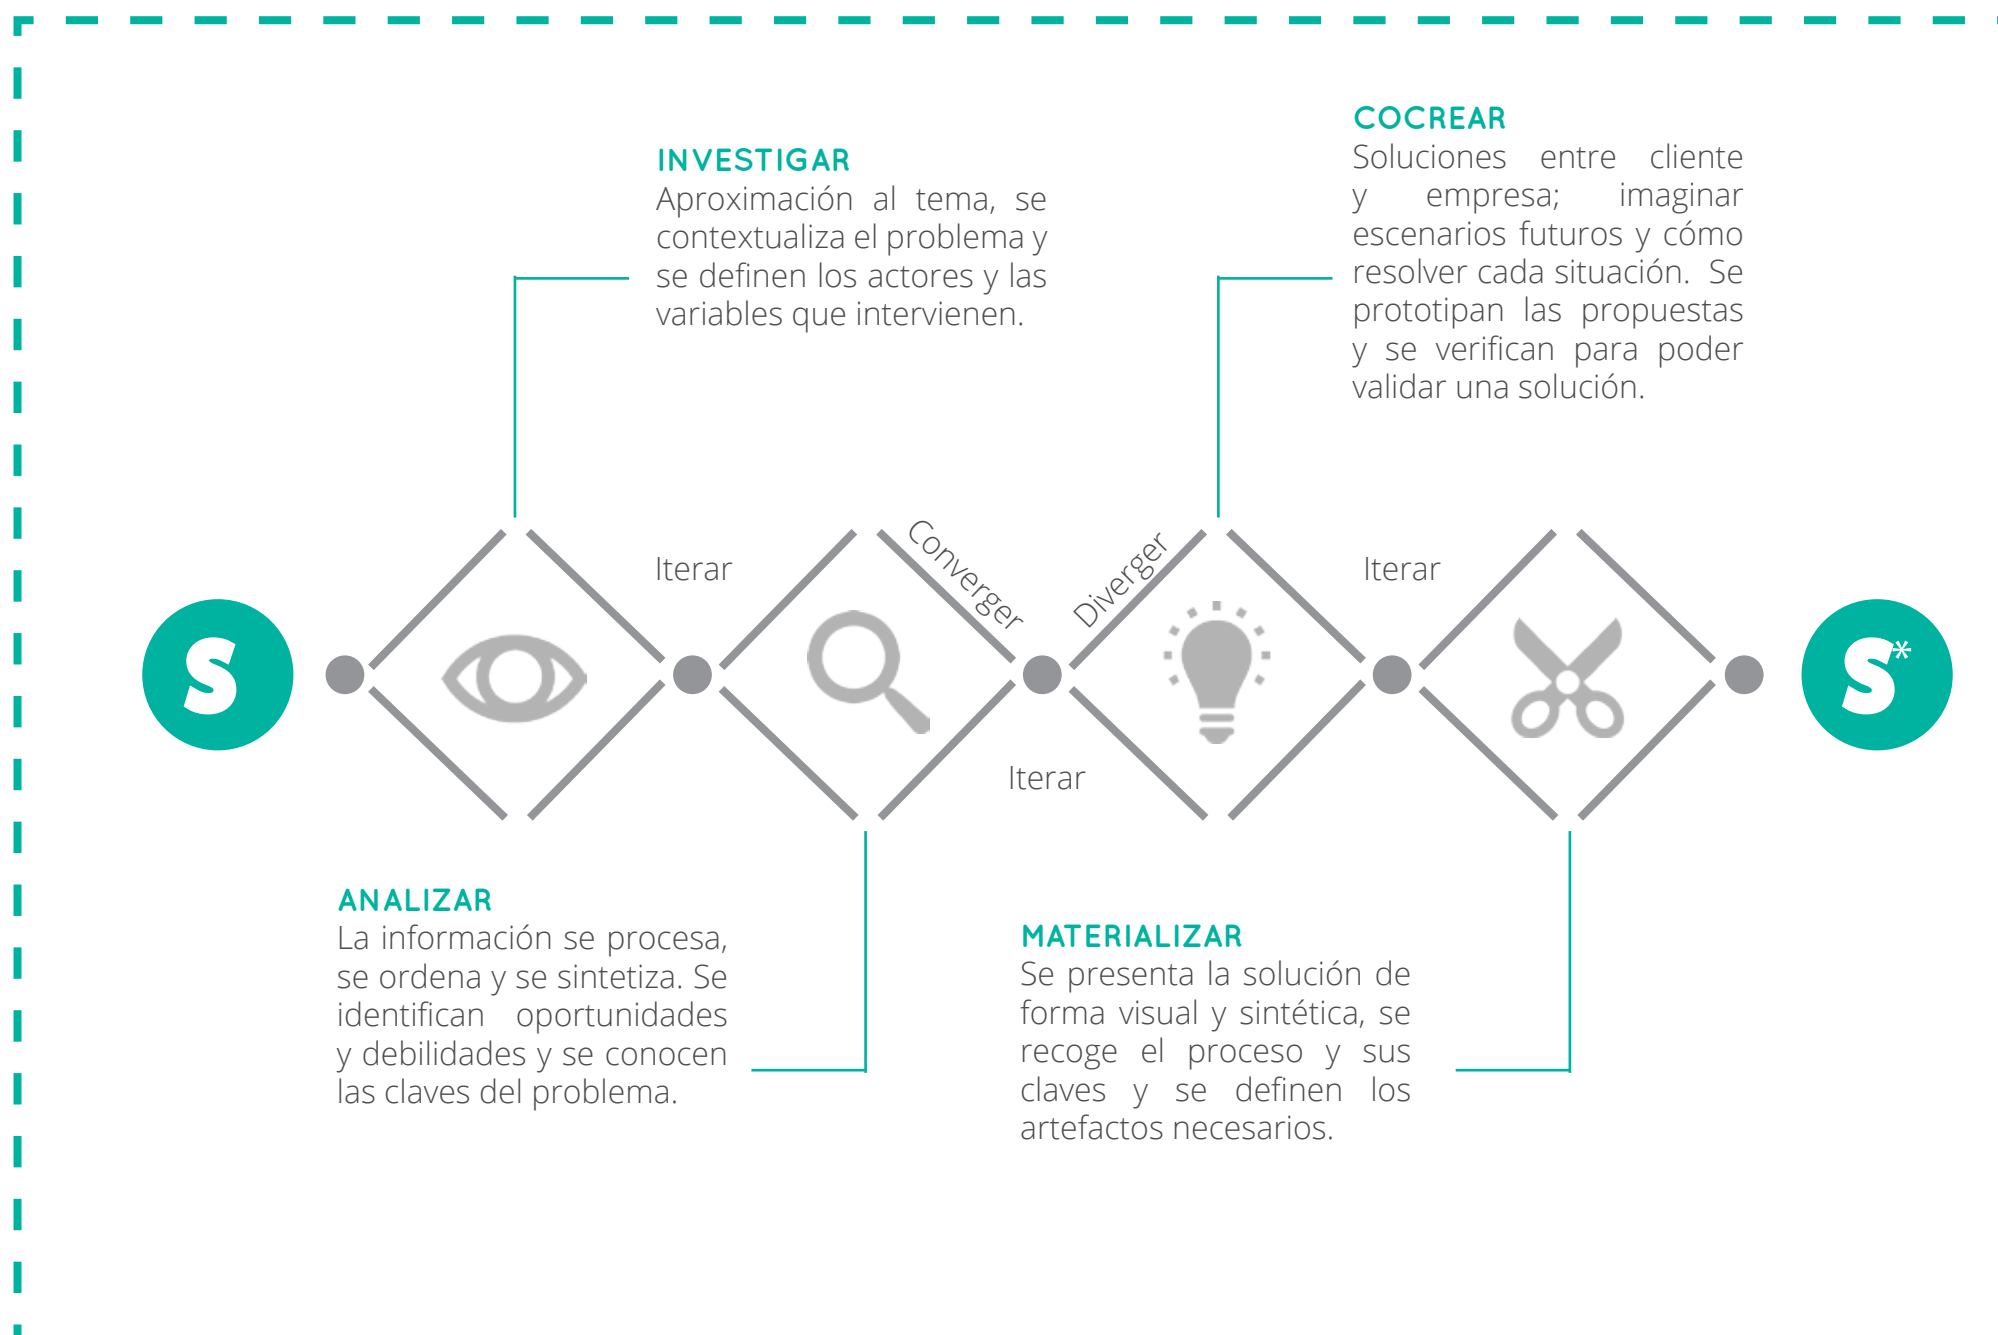 INVESTIGAR
Aproximación al tema, se
contextualiza el problema y
se definen los actores y las
variables que intervienen.
COCREAR
Soluciones entre cliente
y empresa; imaginar
escenarios futuros y cómo
resolver cada situación. Se
prototipan las propuestas
y se verifican para poder
validar una solución.
Iterar
Converger
Diverger
Iterar
S
S*
Iterar
ANALIZAR
La información se procesa,
se ordena y se sintetiza. Se
identifican oportunidades
y debilidades y se conocen
las claves del problema.
MATERIALIZAR
Se presenta la solución de
forma visual y sintética, se
recoge el proceso y sus
claves y se definen los
artefactos necesarios.